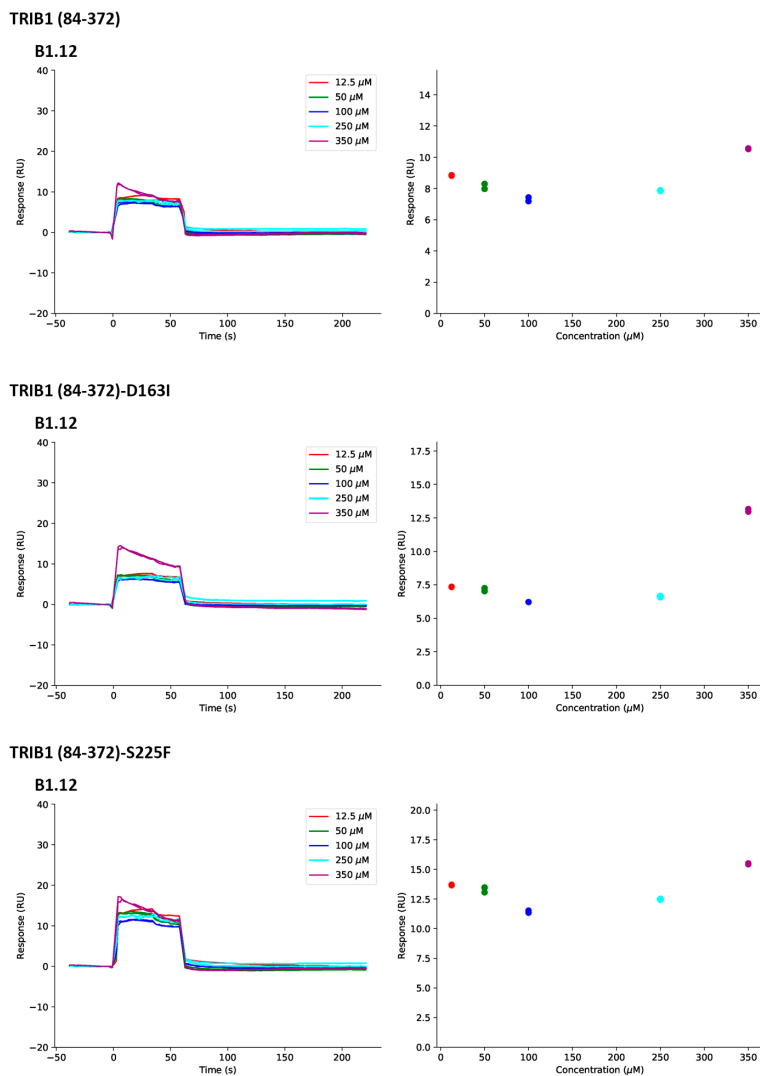 TRIB1 (84-372)
B1.12
40
30
20
10
0
−10
−20
Response (RU)
−50 0 50 100 150 200
Time (s)
12.5 μM
50 μM
100 μM
250 μM
350 μM
14
12
10
8
6
4
2
0
Response (RU)
0 50 100 150 200 250 300 350
Concentration (μM)
TRIB1 (84-372)-D163I
B1.12
40
30
20
10
0
−10
−20
Response (RU)
−50 0 50 100 150 200
Time (s)
12.5 μM
50 μM
100 μM
250 μM
350 μM
17.5
15.0
12.5
10.0
7.5
5.0
2.5
0.0
Response (RU)
0 50 100 150 200 250 300 350
Concentration (μM)
TRIB1 (84-372)-S225F
B1.12
40
30
20
10
0
−10
−20
Response (RU)
−50 0 50 100 150 200
Time (s)
12.5 μM
50 μM
100 μM
250 μM
350 μM
20.0
17.5
15.0
12.5
10.0
7.5
5.0
2.5
0.0
Response (RU)
0 50 100 150 200 250 300 350
Concentration (μM)